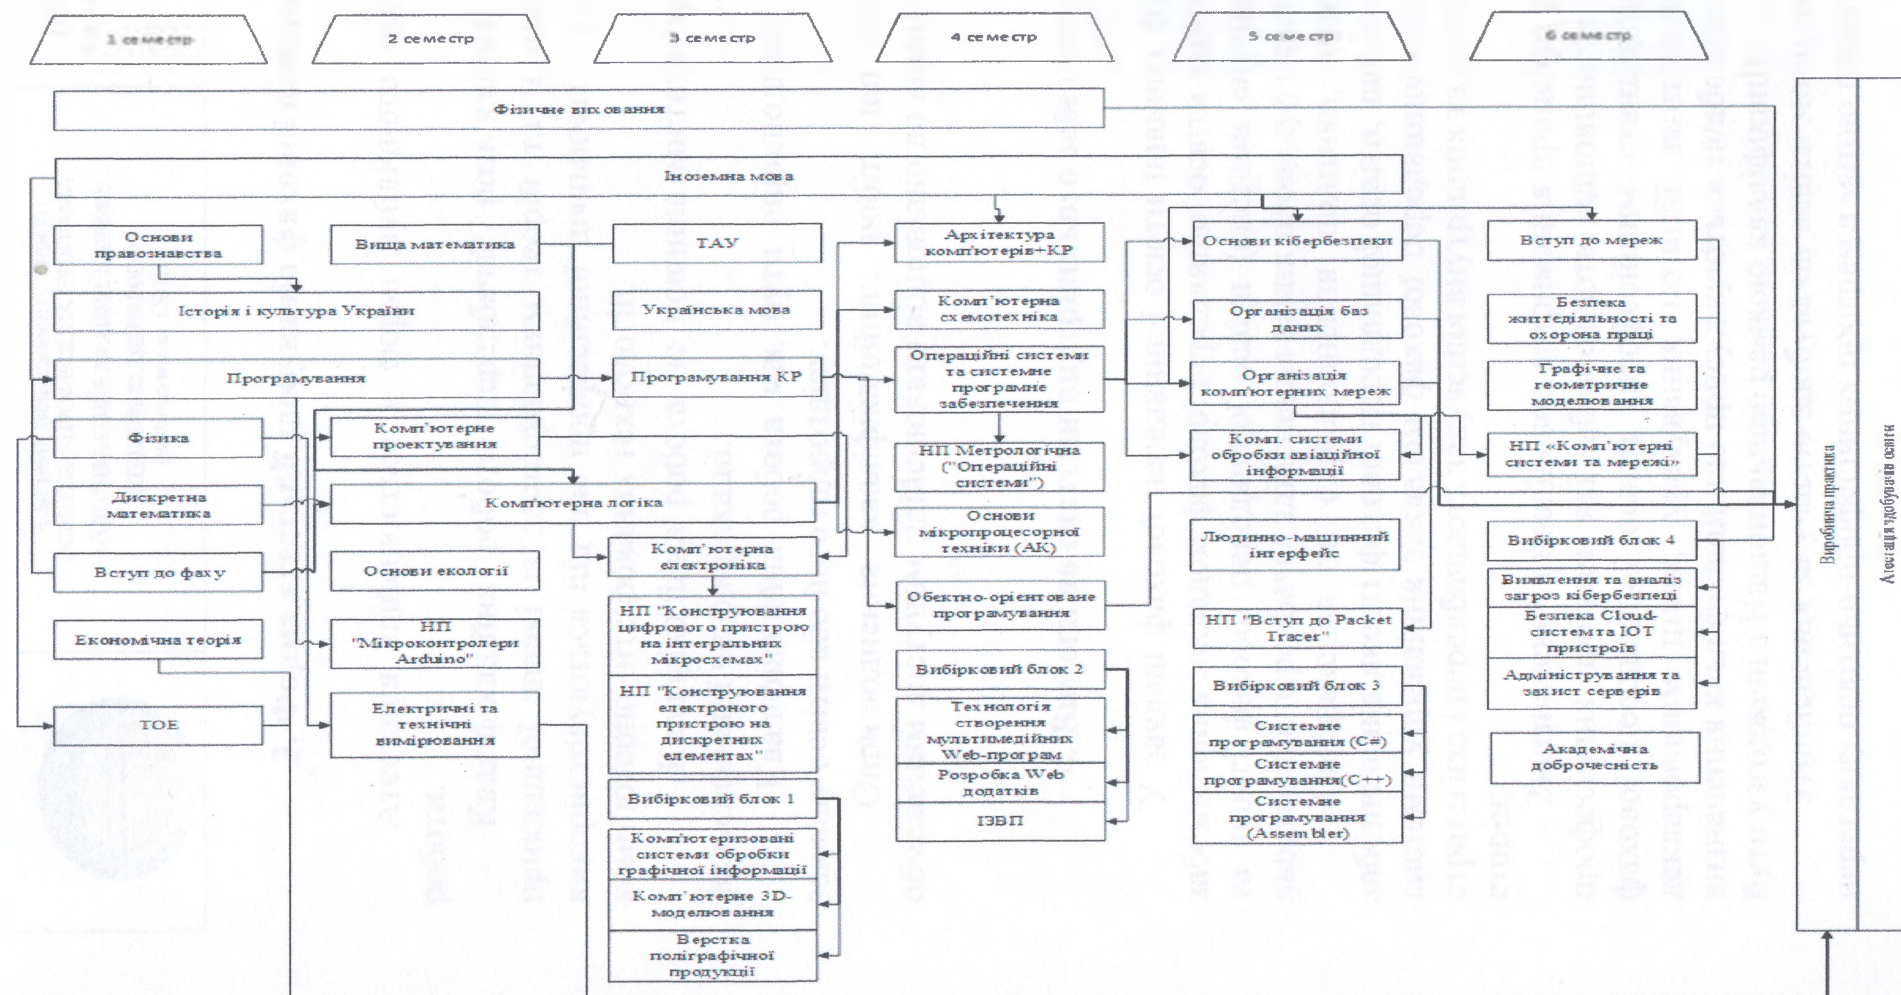 1 семестр
2 семестр
3 семестр
4 семестр
5 семестр
6 семестр
Фізичне виховання
Іноземна мова
Основи
правознавства
Вища математика
ТАУ
Архітектура
комп'ютерів+КР
Основи кібербезпеки
Вступ до мереж
Історія і культура України
Українська мова
Комп'ютерна
схемотехніка
Організація баз
даних
Безпека
життєдіяльності та
охорона праці
Програмування
Програмування КР
Операційні системи
та системне
програмне
забезпечення
Організація
комп'ютерних мереж
Графічне та
геометричне
моделювання
Фізика
Комп'ютерне
проектування
НП Метрологічна
("Операційні
системи")
Комп. системи
обробки авіаційної
інформації
НП «Комп'ютерні
системи та мережі»
Дискретна
математика
Комп'ютерна логіка
Основи
мікропроцесорної
техніки (АК)
Людинно-машинний
інтерфейс
Вибірковий блок 4
Вступ до фаху
Основи екології
Комп'ютерна
електроніка
Обєктно-орієнтоване
програмування
Виявлення та аналіз
загроз кібербезпеці
Безпека Cloud-
систем та ІОТ
пристроїв
Адміністрування та
захист серверів
Економічна теорія
НП
"Мікроконтролери
Arduino"
НП "Конструювання
цифрового пристрою
на інтегральних
мікросхемах"
НП "Вступ до Packet
Tracer"
ТОЕ
Електричні та
технічні
вимірювання
НП "Конструювання
електроного
пристрою на
дискретних
елементах"
Вибірковий блок 2
Технологія
створення
мультимедійних
Web-програм
Розробка Web
додатків
ІЗВП
Вибірковий блок 3
Системне
програмування (C#)
Системне
програмування(C++)
Системне
програмування
(Assembler)
Академічна
доброчесність
Вибірковий блок 1
Комп'ютеризовані
системи обробки
графічної інформації
Комп'ютерне 3D-
моделювання
Верстка
поліграфічної
продукції
Виробнича практика
Атестація здобувачів освіти